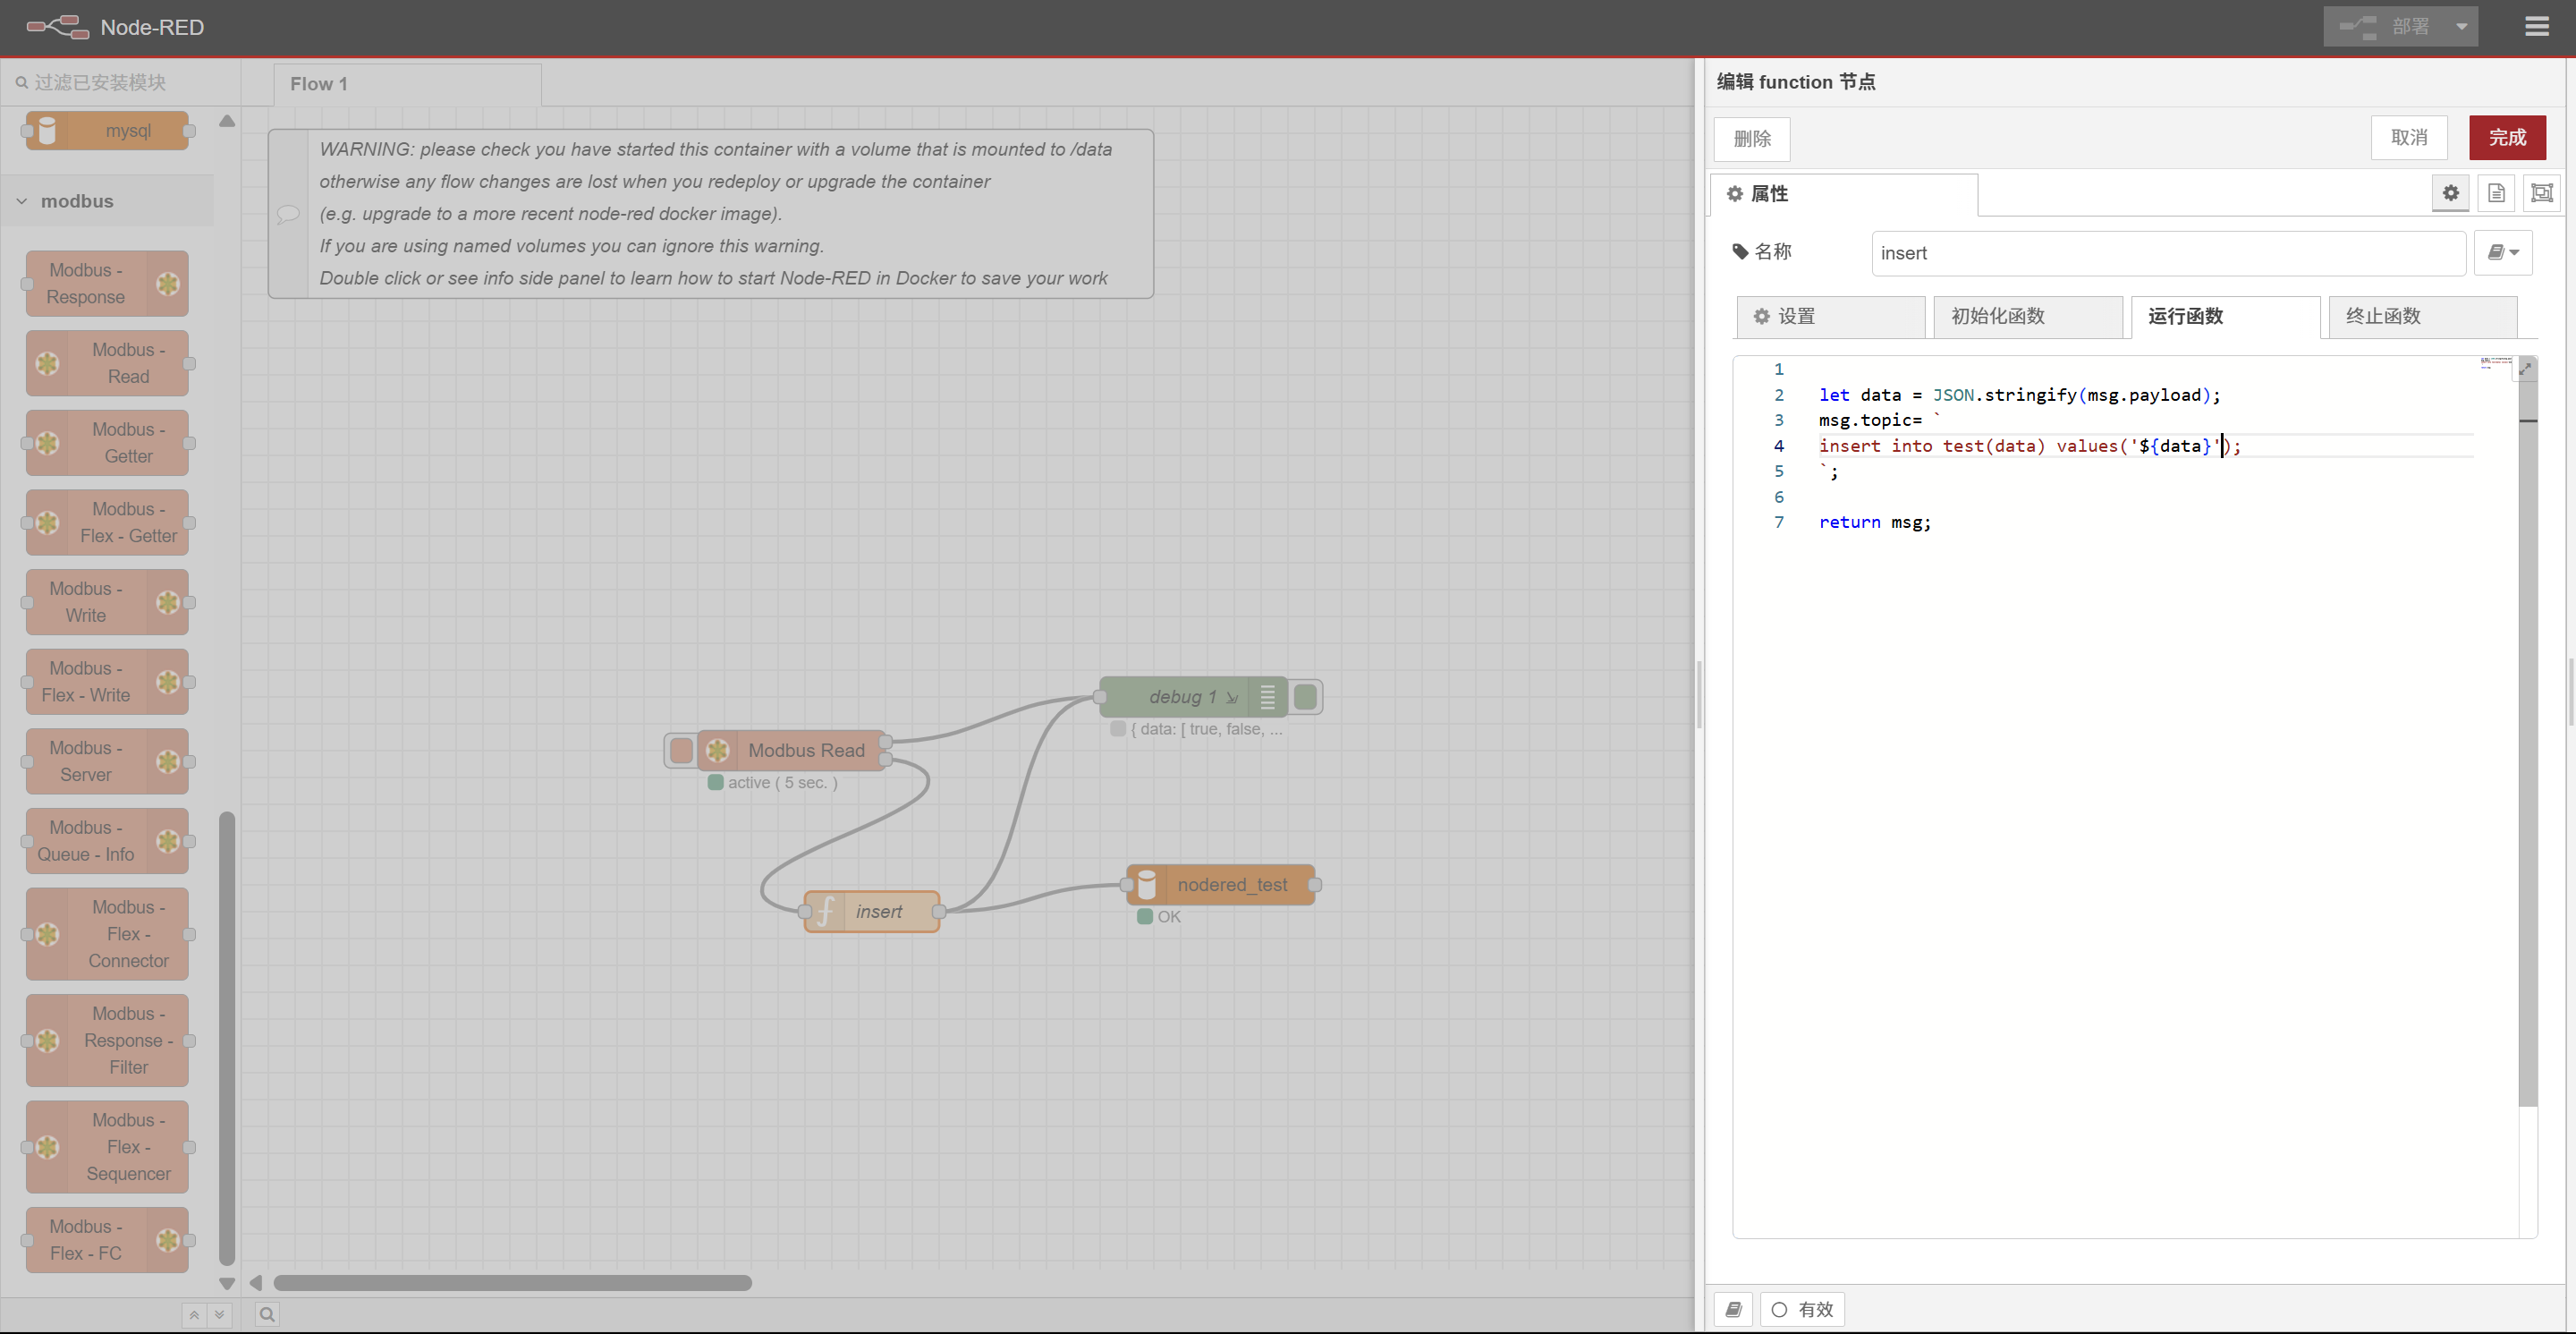 Node-RED
部署
过滤已安装模块
mysql
modbus
Modbus -
Response
Modbus -
Read
Modbus -
Getter
Modbus -
Flex - Getter
Modbus -
Write
Modbus -
Flex - Write
Modbus -
Server
Modbus -
Queue - Info
Modbus -
Flex -
Connector
Modbus -
Response -
Filter
Modbus -
Flex -
Sequencer
Modbus -
Flex - FC
Flow 1
WARNING: please check you have started this container with a volume that is mounted to /data
otherwise any flow changes are lost when you redeploy or upgrade the container
(e.g. upgrade to a more recent node-red docker image).
If you are using named volumes you can ignore this warning.
Double click or see info side panel to learn how to start Node-RED in Docker to save your work
debug 1
{ data: [ true, false, ...
Modbus Read
active ( 5 sec. )
insert
nodered_test
OK
编辑 function 节点
删除
取消
完成
属性
名称
insert
设置
初始化函数
运行函数
终止函数
1
2 let data = JSON.stringify(msg.payload);
3 msg.topic= `
4 insert into test(data) values('${data}');
5 `;
6
7 return msg;
有效